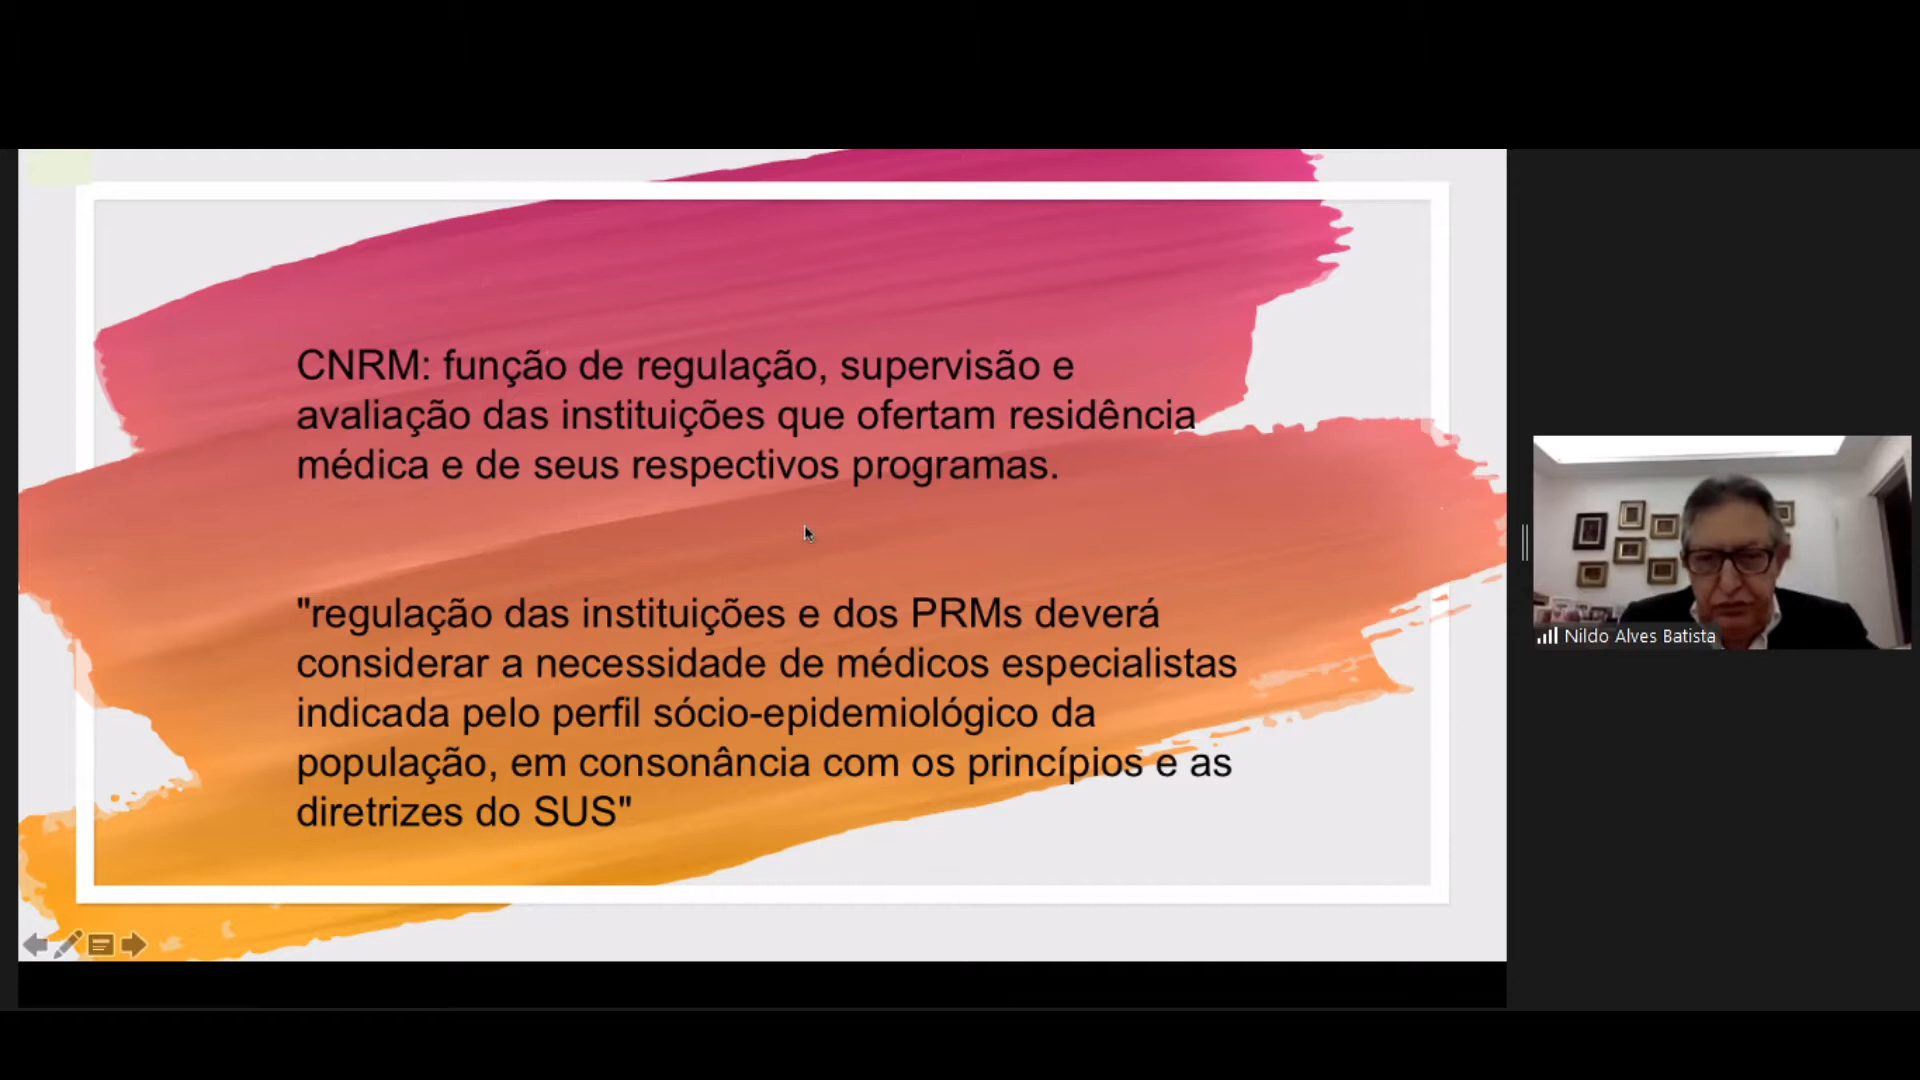 CNRM: função de regulação, supervisão e
avaliação das instituições que ofertam residência
médica e de seus respectivos programas.
"regulação das instituições e dos PRMs deverá
considerar a necessidade de médicos especialistas
indicada pelo perfil sócio-epidemiológico da
população, em consonância com os princípios e as
diretrizes do SUS"
Nildo Alves Batista